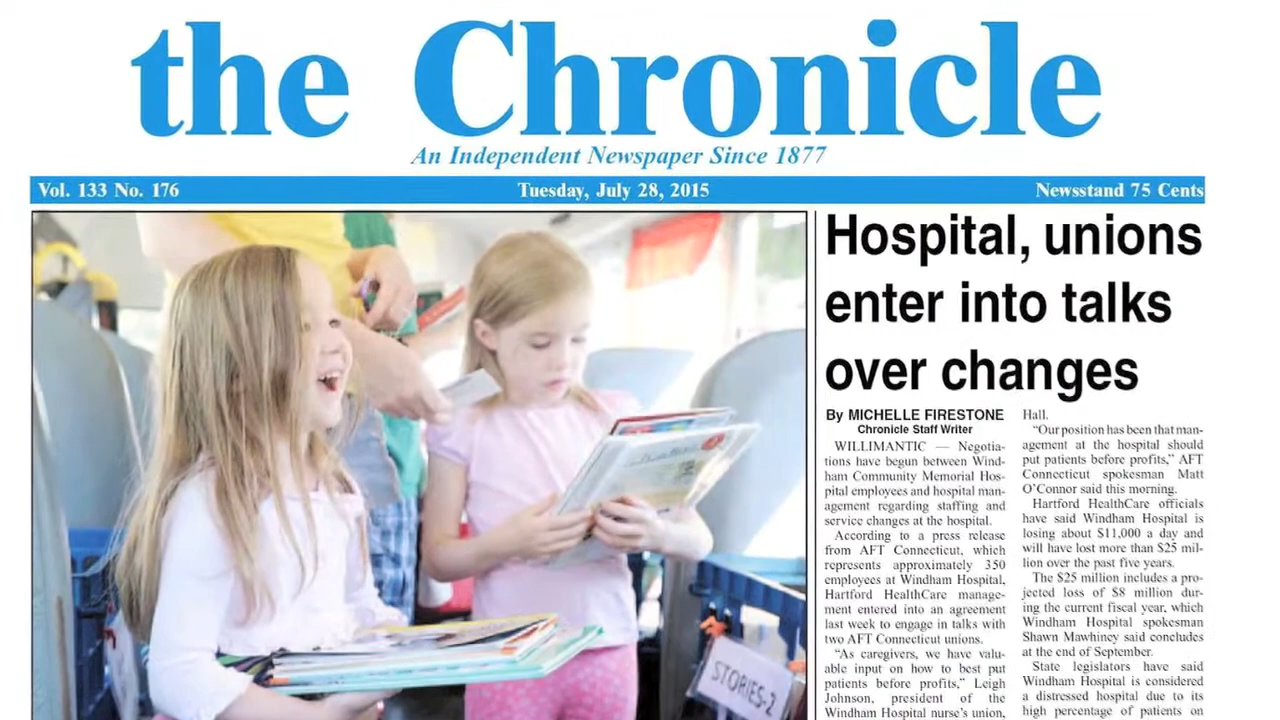 the Chronicle
An Independent Newspaper Since 1877
Vol. 133 No. 176
Tuesday, July 28, 2015
Newsstand 75 Cents
Hospital, unions
enter into talks
over changes
By MICHELLE FIRESTONE
Chronicle Staff Writer
WILLIMANTIC — Negotia-
tions have begun between Wind-
ham Community Memorial Hos-
pital employees and hospital man-
agement regarding staffing and
service changes at the hospital.
According to a press release
from AFT Connecticut, which
represents approximately 350
employees at Windham Hospital,
Hartford HealthCare manage-
ment entered into an agreement
last week to engage in talks with
two AFT Connecticut unions.
“As caregivers, we have valu-
able input on how to best put
patients before profits,” Leigh
Johnson, president of the
Windham Hospital nurse’s union,
Hall.
“Our position has been that man-
agement at the hospital should
put patients before profits,” AFT
Connecticut spokesman Matt
O’Connor said this morning.
Hartford HealthCare officials
have said Windham Hospital is
losing about $11,000 a day and
will have lost more than $25 mil-
lion over the past five years.
The $25 million includes a pro-
jected loss of $8 million dur-
ing the current fiscal year, which
Windham Hospital spokesman
Shawn Mawhiney said concludes
at the end of September.
State legislators have said
Windham Hospital is considered
a distressed hospital due to its
high percentage of patients on
STORIES-2